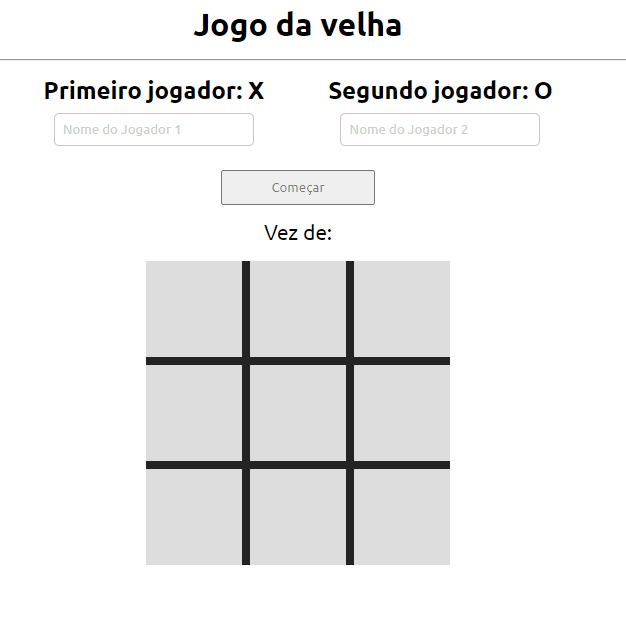 Jogo da velha
Primeiro jogador: X
Segundo jogador: O
Nome do Jogador 1
Nome do Jogador 2
Começar
Vez de: